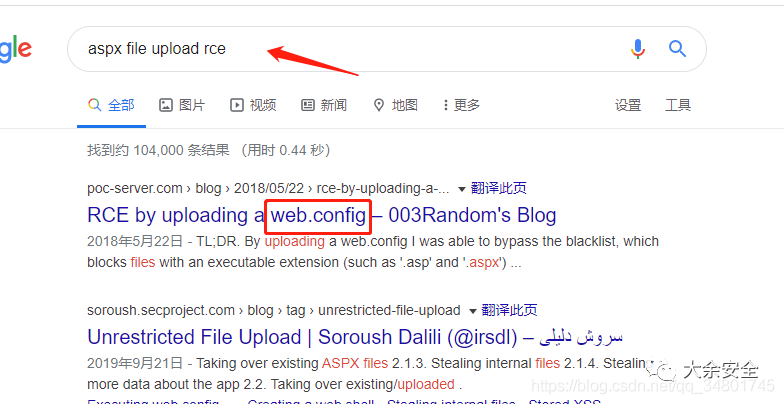 gle aspx file upload rce
全部 图片 视频 新闻 地图 更多 设置 工具
找到约 104,000 条结果 （用时 0.44 秒）
poc-server.com › blog › 2018/05/22 › rce-by-uploading-a-... 翻译此页
RCE by uploading a web.config – 003Random's Blog
2018年5月22日 - TL;DR. By uploading a web.config I was able to bypass the blacklist, which
blocks files with an executable extension (such as '.asp' and '.aspx') ...
soroush.secproject.com › blog › tag › unrestricted-file-upload 翻译此页
Unrestricted File Upload | Soroush Dalili (@irsdl) – سروش دلیلی
2019年9月21日 - Taking over existing ASPX files 2.1.3. Stealing internal files 2.1.4. Stealing
more data about the app 2.2. Taking over existing/uploaded .
大余安全
https://blog.csdn.net/qq_34801745
Executing web.config Creating a web shell - Stealing internal files - Stored XSS